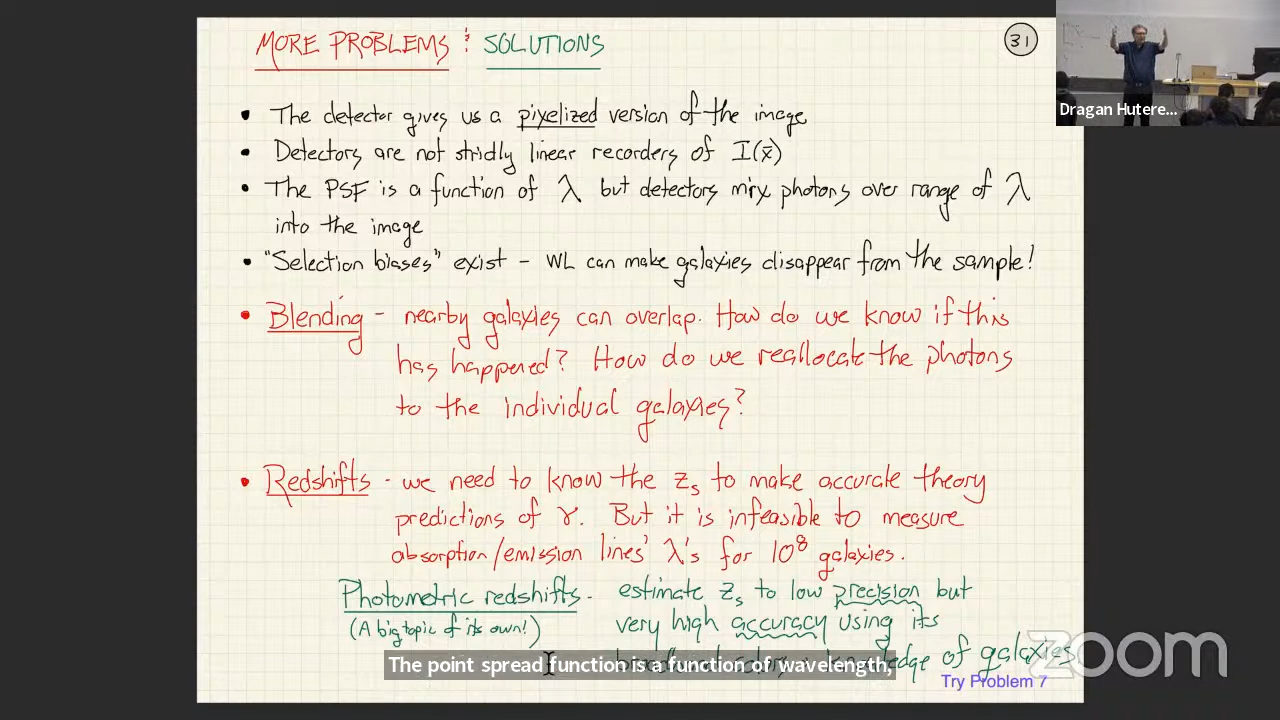 MORE PROBLEMS & SOLUTIONS
31
• The detector gives us a pixelized version of the image
• Detectors are not strictly linear recorders of I(x⃗)
• The PSF is a function of λ but detectors mix photons over range of λ
into the image
• "Selection biases" exist – WL can make galaxies disappear from the sample!
• Blending – nearby galaxies can overlap. How do we know if this
has happened? How do we reallocate the photons
to the individual galaxies?
• Redshifts – we need to know the zₛ to make accurate theory
predictions of γ. But it is infeasible to measure
absorption/emission lines' λ's for 10⁸ galaxies.
Photometric redshifts – estimate zₛ to low precision but
(A big topic of its own!) very high accuracy using its
of galaxies
The point spread function is a function of wavelength,
Try Problem 7
zoom
Dragan Hutere...